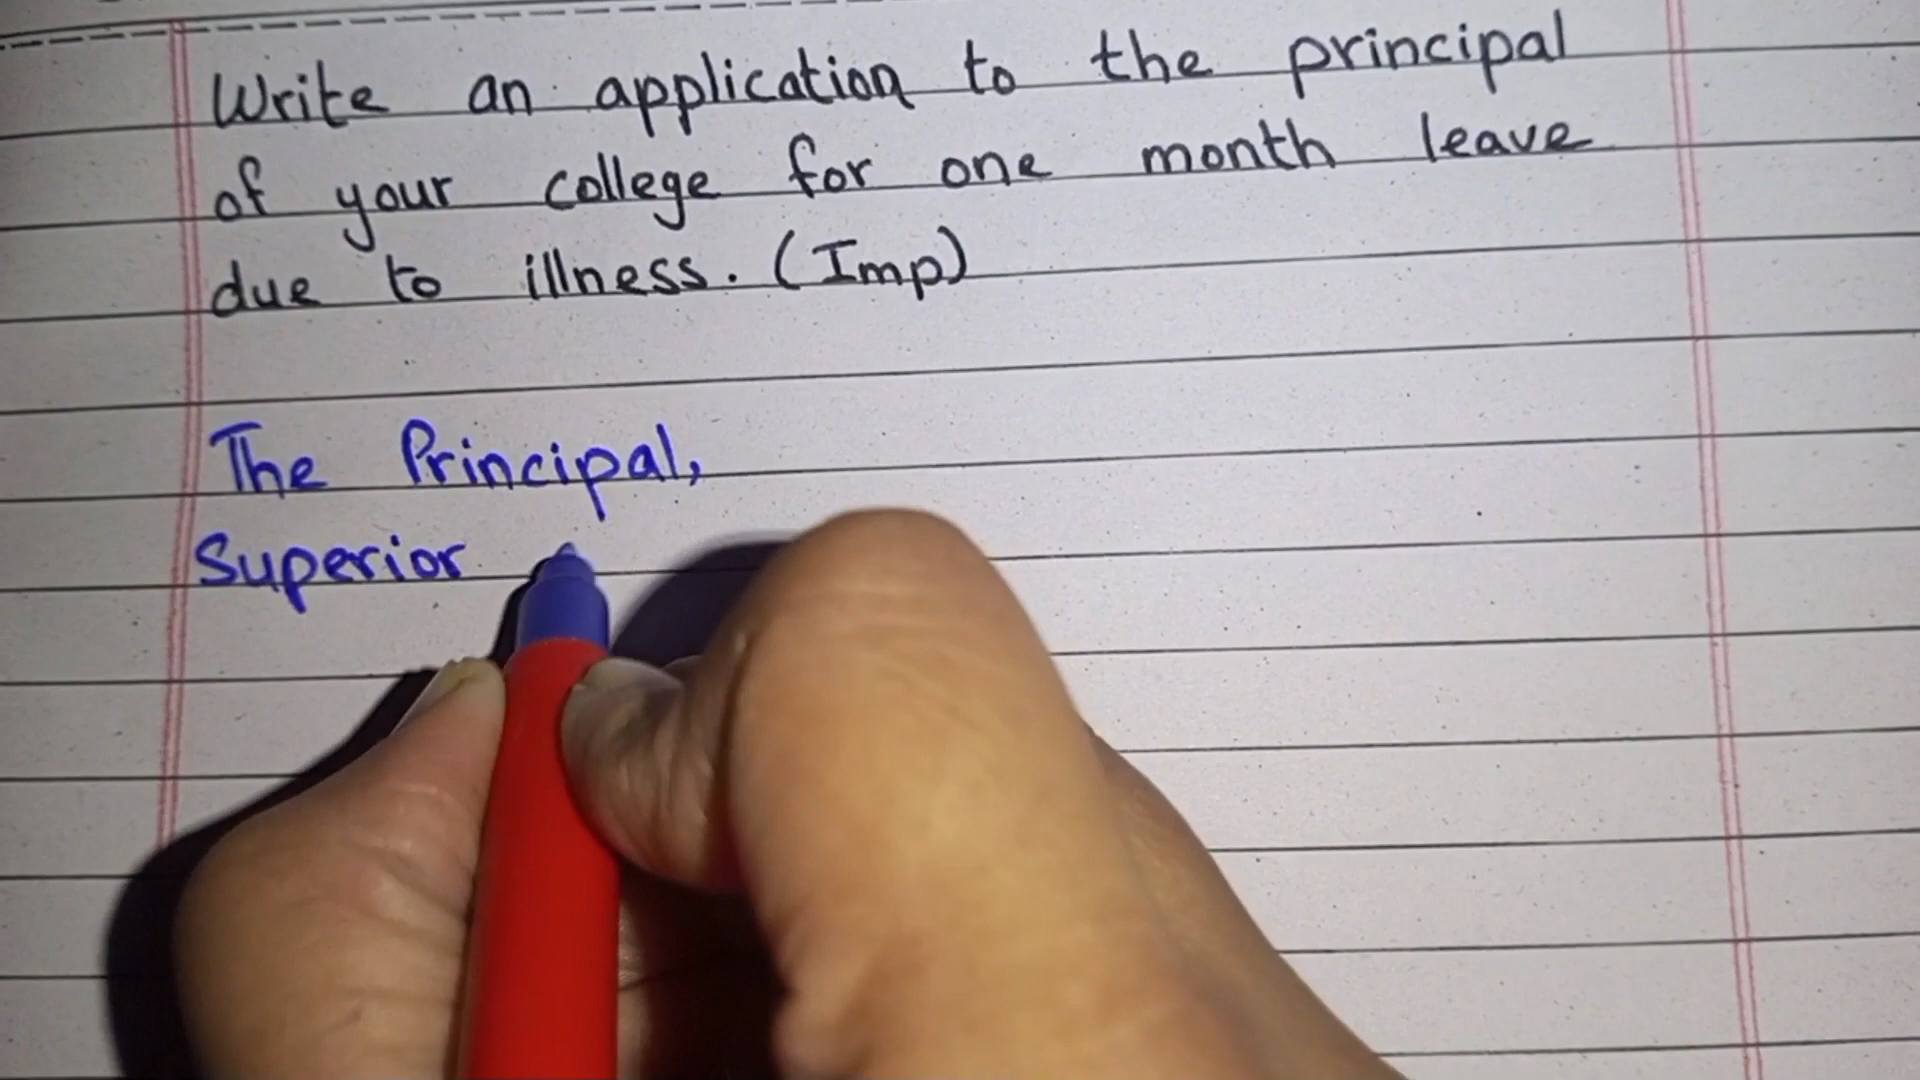 Write an application to the principal
of your college for one month leave
due to illness. (Imp)
The Principal,
Superior